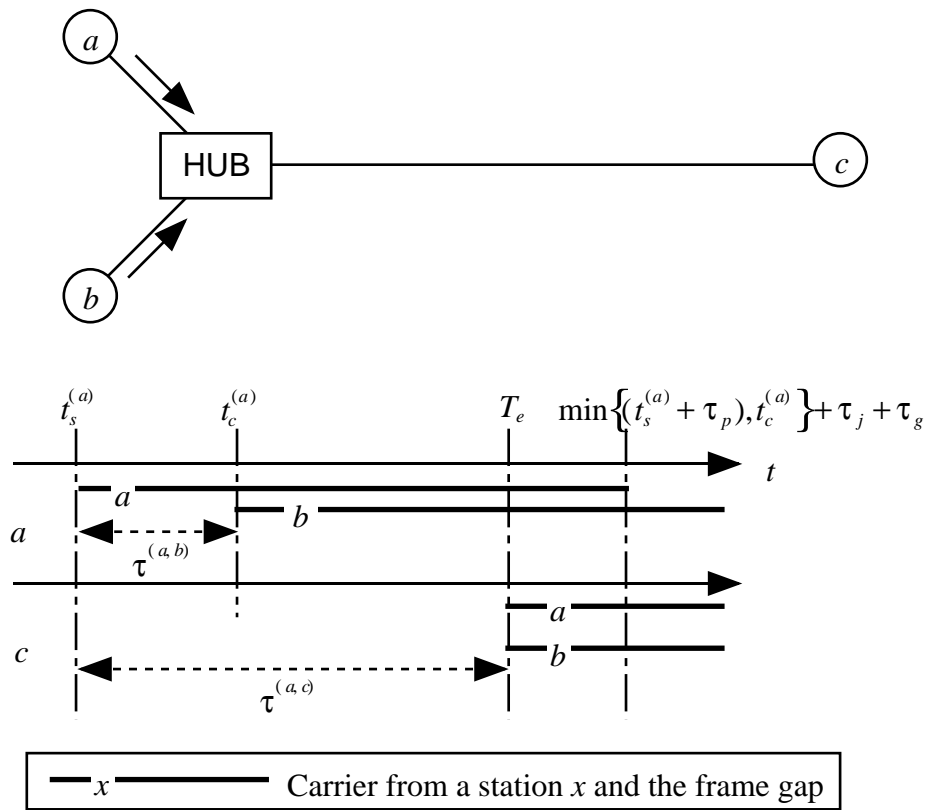 a
HUB
c
b
t_s^{(a)} t_c^{(a)} T_e min{(t_s^{(a)} + τ_p), t_c^{(a)}} + τ_j + τ_g
t
a
b
a
τ^{(a, b)}
a
c
b
τ^{(a, c)}
x Carrier from a station x and the frame gap